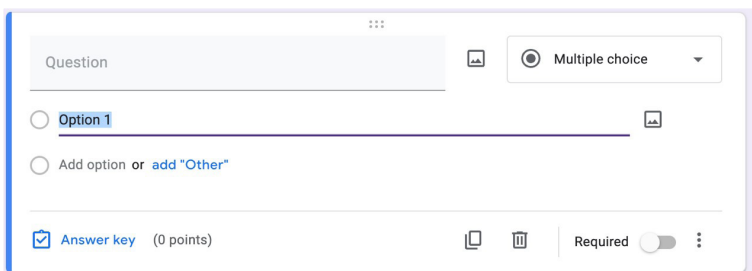 Question
Multiple choice
Option 1
Add option or add "Other"
Answer key (0 points)
Required